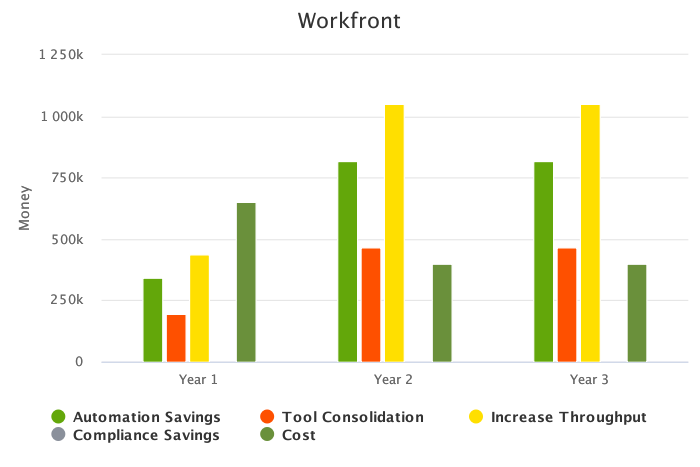 Workfront
1 250k
1 000k
750k
500k
250k
0
Money
Year 1
Year 2
Year 3
Automation Savings
Tool Consolidation
Increase Throughput
Compliance Savings
Cost